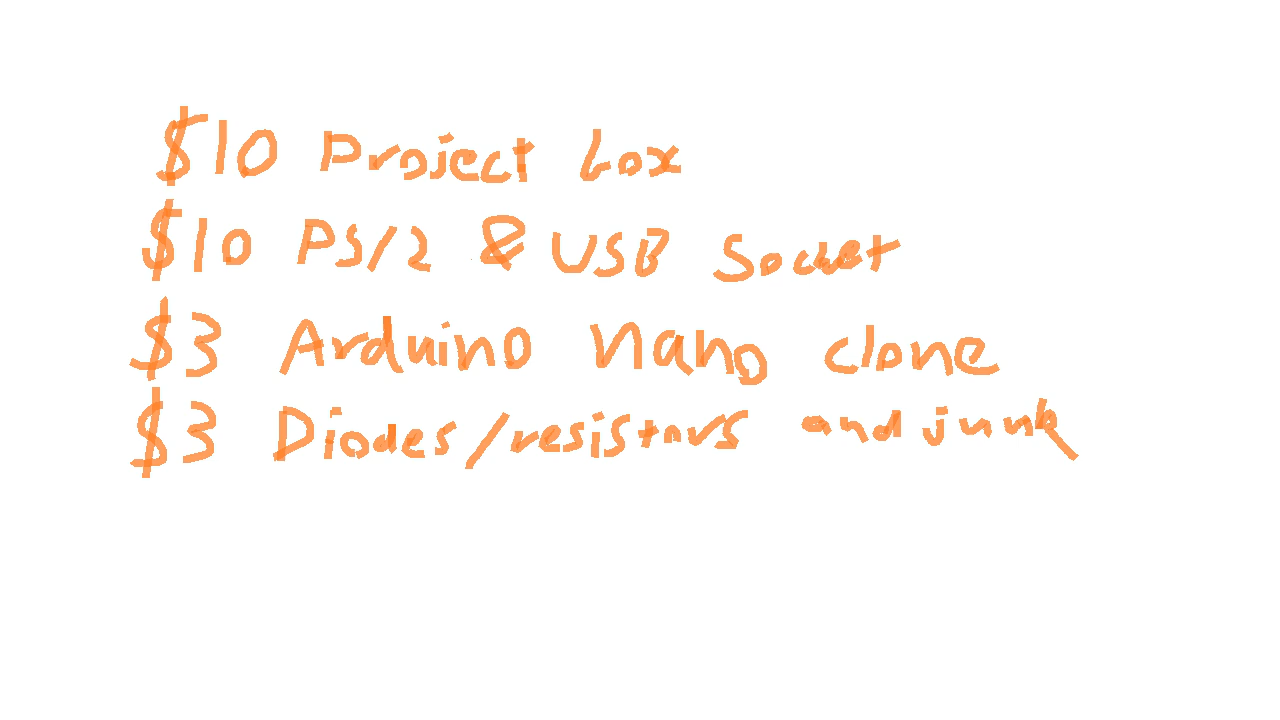 $10 Project box
$10 PS/2 & USB Socket
$3 Arduino nano clone
$3 Diodes/resistors and junk